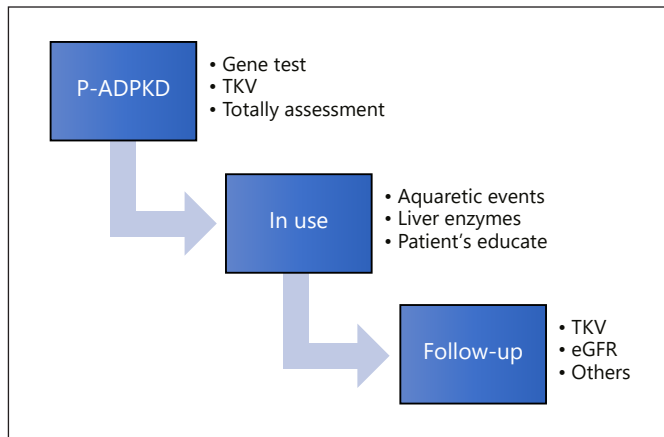 P-ADPKD
• Gene test
• TKV
• Totally assessment
In use
• Aquaretic events
• Liver enzymes
• Patient's educate
Follow-up
• TKV
• eGFR
• Others